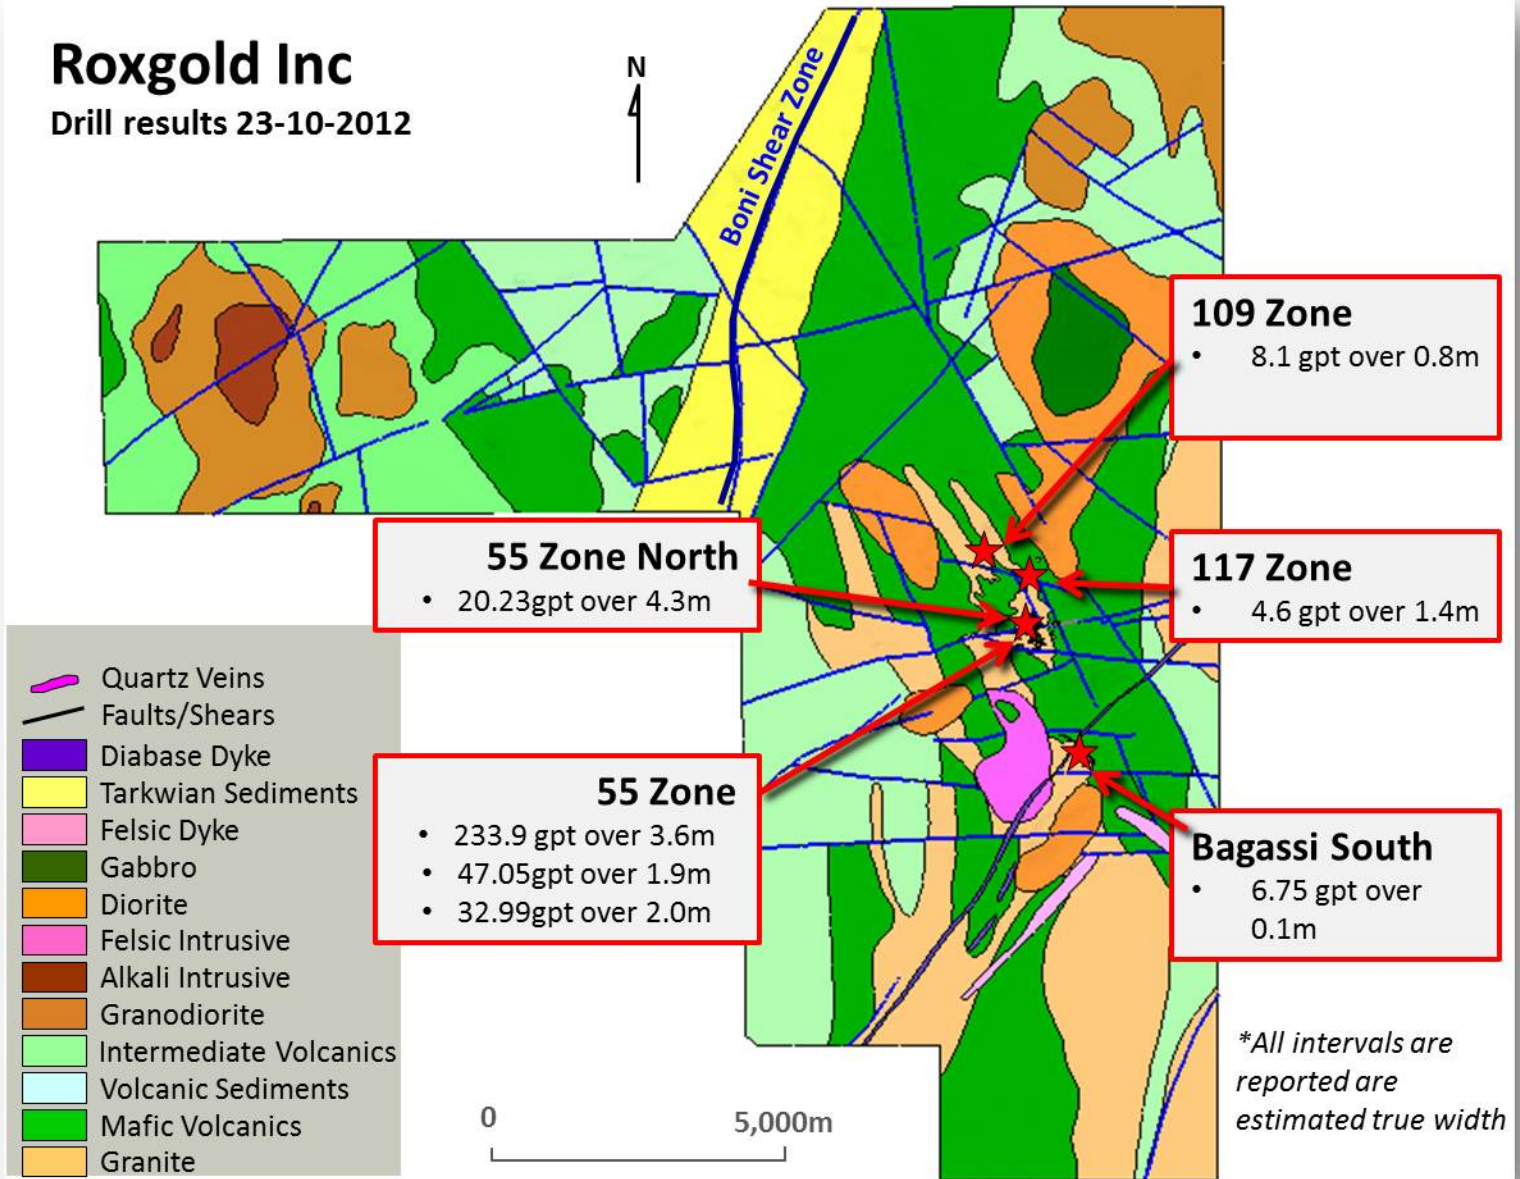 Roxgold Inc
Drill results 23-10-2012
N
Boni Shear Zone
109 Zone
• 8.1 gpt over 0.8m
55 Zone North
• 20.23gpt over 4.3m
117 Zone
• 4.6 gpt over 1.4m
55 Zone
• 233.9 gpt over 3.6m
• 47.05gpt over 1.9m
• 32.99gpt over 2.0m
Bagassi South
• 6.75 gpt over
0.1m
Quartz Veins
Faults/Shears
Diabase Dyke
Tarkwian Sediments
Felsic Dyke
Gabbro
Diorite
Felsic Intrusive
Alkali Intrusive
Granodiorite
Intermediate Volcanics
Volcanic Sediments
Mafic Volcanics
Granite
0 5,000m
*All intervals are
reported are
estimated true width